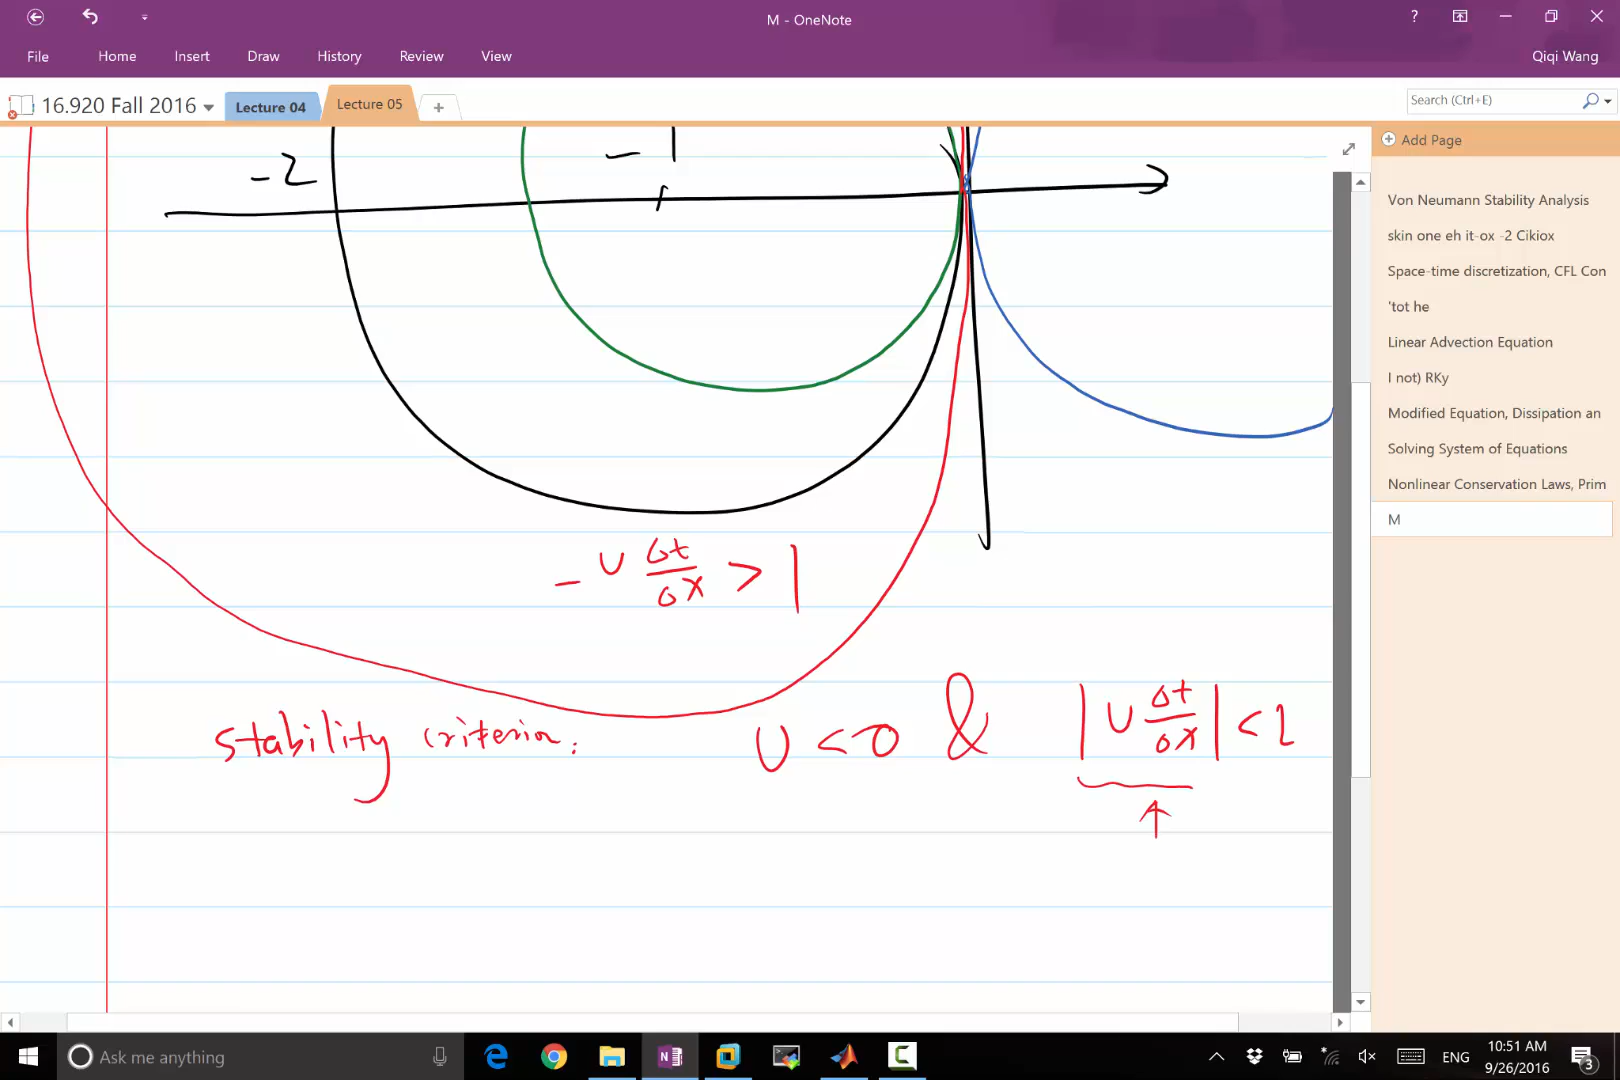 M - OneNote
?
File Home Insert Draw History Review View
Qiqi Wang
16.920 Fall 2016
Lecture 04
Lecture 05
Search (Ctrl+E)
Add Page
-2
-1
Von Neumann Stability Analysis
skin one eh it-ox -2 Cikiox
Space-time discretization, CFL Con
'tot he
Linear Advection Equation
I not) RKy
Modified Equation, Dissipation an
Solving System of Equations
Nonlinear Conservation Laws, Prim
M
- U Δt/Δx > 1
Stability criteria: U < 0 & |U Δt/Δx| <
Ask me anything
ENG
10:51 AM
9/26/2016
3